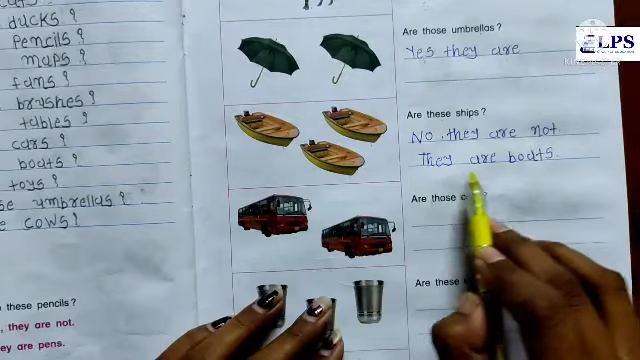 ducks?
Pencils?
maps?
fans?
brushes?
tables?
cars?
boats?
toys?
umbrellas?
cows?
these pencils?
, they are not.
ey are pens.
Are those umbrellas?
Yes they are
Are these ships?
No, they are not.
They are boats.
Are those
Are these
LPS